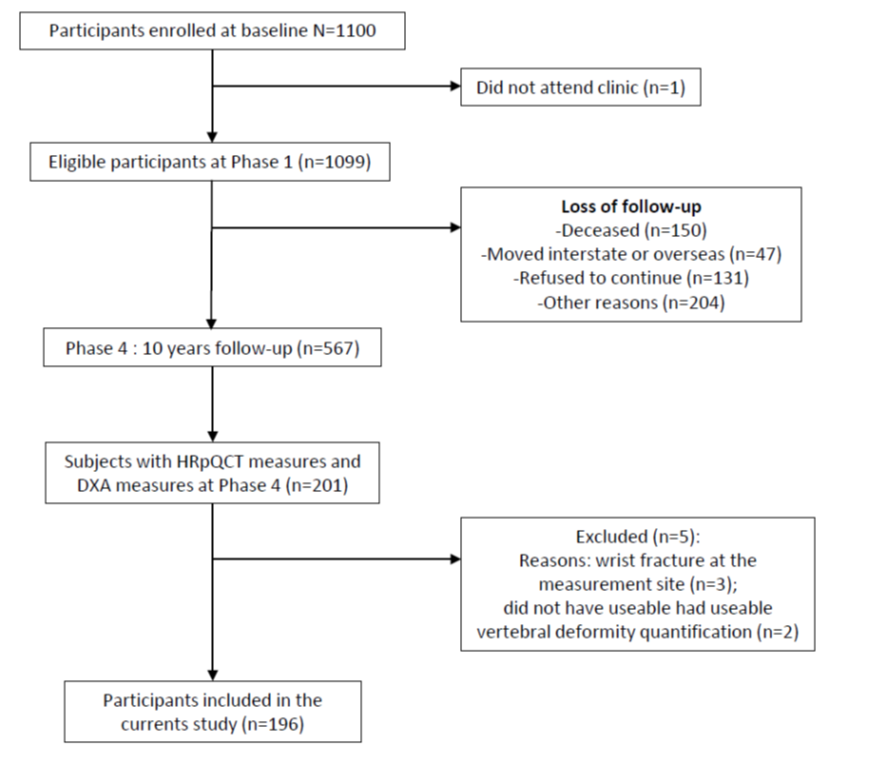 Participants enrolled at baseline N=1100
Did not attend clinic (n=1)
Eligible participants at Phase 1 (n=1099)
Loss of follow-up
-Deceased (n=150)
-Moved interstate or overseas (n=47)
-Refused to continue (n=131)
-Other reasons (n=204)
Phase 4 : 10 years follow-up (n=567)
Subjects with HRpQCT measures and
DXA measures at Phase 4 (n=201)
Excluded (n=5):
Reasons: wrist fracture at the
measurement site (n=3);
did not have useable had useable
vertebral deformity quantification (n=2)
Participants included in the
currents study (n=196)